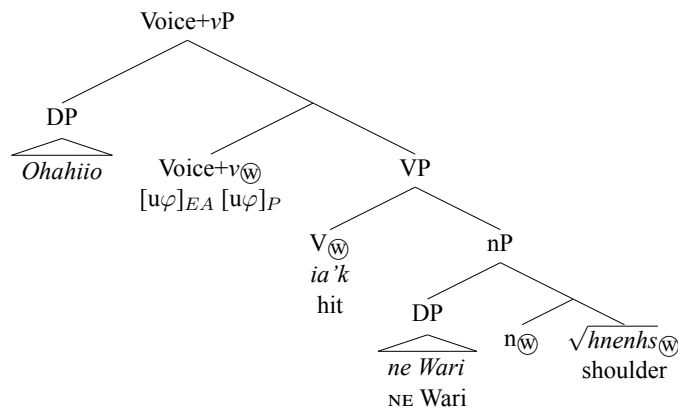 Voice+vP
DP
Ohahiio
Voice+vⓌ
[uφ]EA [uφ]P
VP
VⓌ
ia'k
hit
nP
DP
ne Wari
NE Wari
nⓌ
√hnenhsⓌ
shoulder